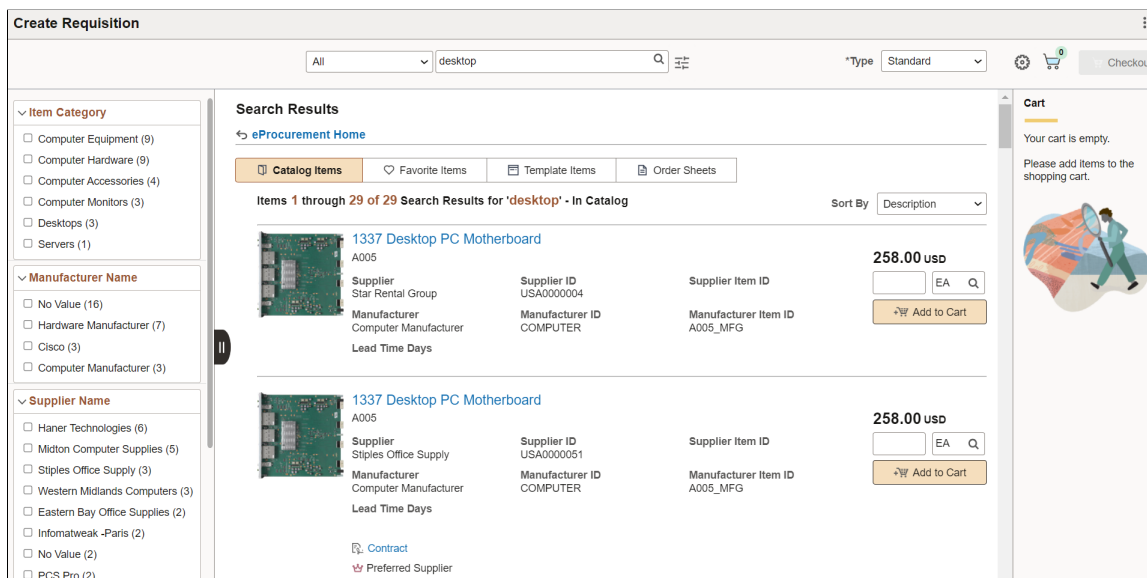 Create Requisition
All
desktop
*Type
Standard
0
Checkou
Item Category
Computer Equipment (9)
Computer Hardware (9)
Computer Accessories (4)
Computer Monitors (3)
Desktops (3)
Servers (1)
Manufacturer Name
No Value (16)
Hardware Manufacturer (7)
Cisco (3)
Computer Manufacturer (3)
Supplier Name
Haner Technologies (6)
Midton Computer Supplies (5)
Stiples Office Supply (3)
Western Midlands Computers (3)
Eastern Bay Office Supplies (2)
Infomatweak -Paris (2)
No Value (2)
PCS Pro (2)
Search Results
eProcurement Home
Catalog Items
Favorite Items
Template Items
Order Sheets
Items 1 through 29 of 29 Search Results for 'desktop' - In Catalog
Sort By
Description
1337 Desktop PC Motherboard
A005
Supplier
Star Rental Group
Supplier ID
USA0000004
Supplier Item ID
Manufacturer
Computer Manufacturer
Manufacturer ID
COMPUTER
Manufacturer Item ID
A005_MFG
Lead Time Days
258.00 USD
EA
Add to Cart
1337 Desktop PC Motherboard
A005
Supplier
Stiples Office Supply
Supplier ID
USA0000051
Supplier Item ID
Manufacturer
Computer Manufacturer
Manufacturer ID
COMPUTER
Manufacturer Item ID
A005_MFG
Lead Time Days
258.00 USD
EA
Add to Cart
Contract
Preferred Supplier
Cart
Your cart is empty.
Please add items to the
shopping cart.